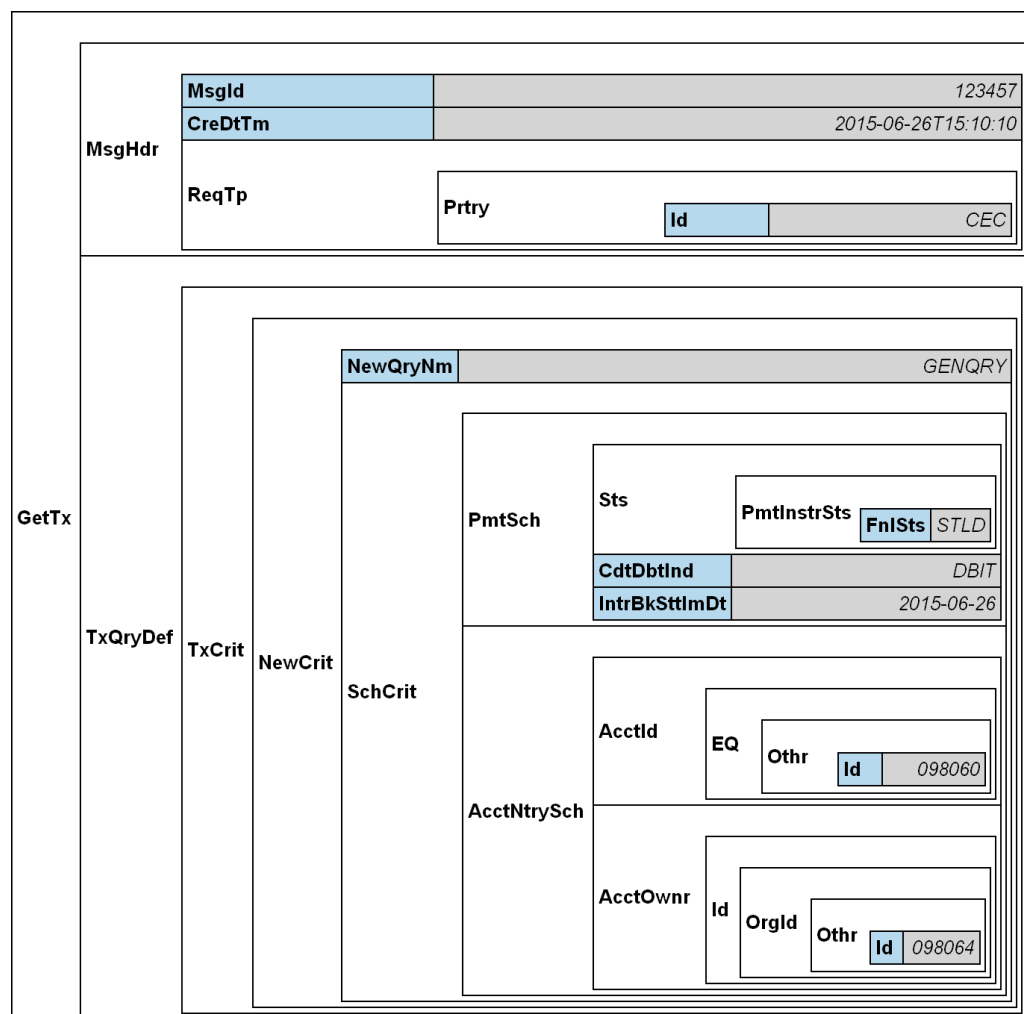 MsgId 123457
CreDtTm 2015-06-26T15:10:10
MsgHdr
ReqTp
Prtry
Id CEC
NewQryNm GENQRY
Sts
PmtInstrSts
FnlSts STLD
GetTx
PmtSch
CdtDbtInd DBIT
IntrBkSttlmDt 2015-06-26
TxQryDef
TxCrit
NewCrit
SchCrit
AcctId
EQ
Othr
Id 098060
AcctNtrySch
AcctOwnr
Id
OrgId
Othr
Id 098064